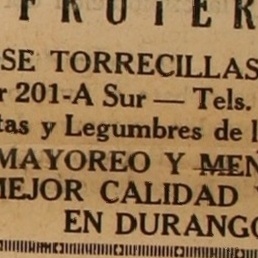 FRUTER
SE TORRECILLAS
r 201-A Sur — Tels.
tas y Legumbres de l
MAYOREO Y MEN
MEJOR CALIDAD Y
EN DURANGO